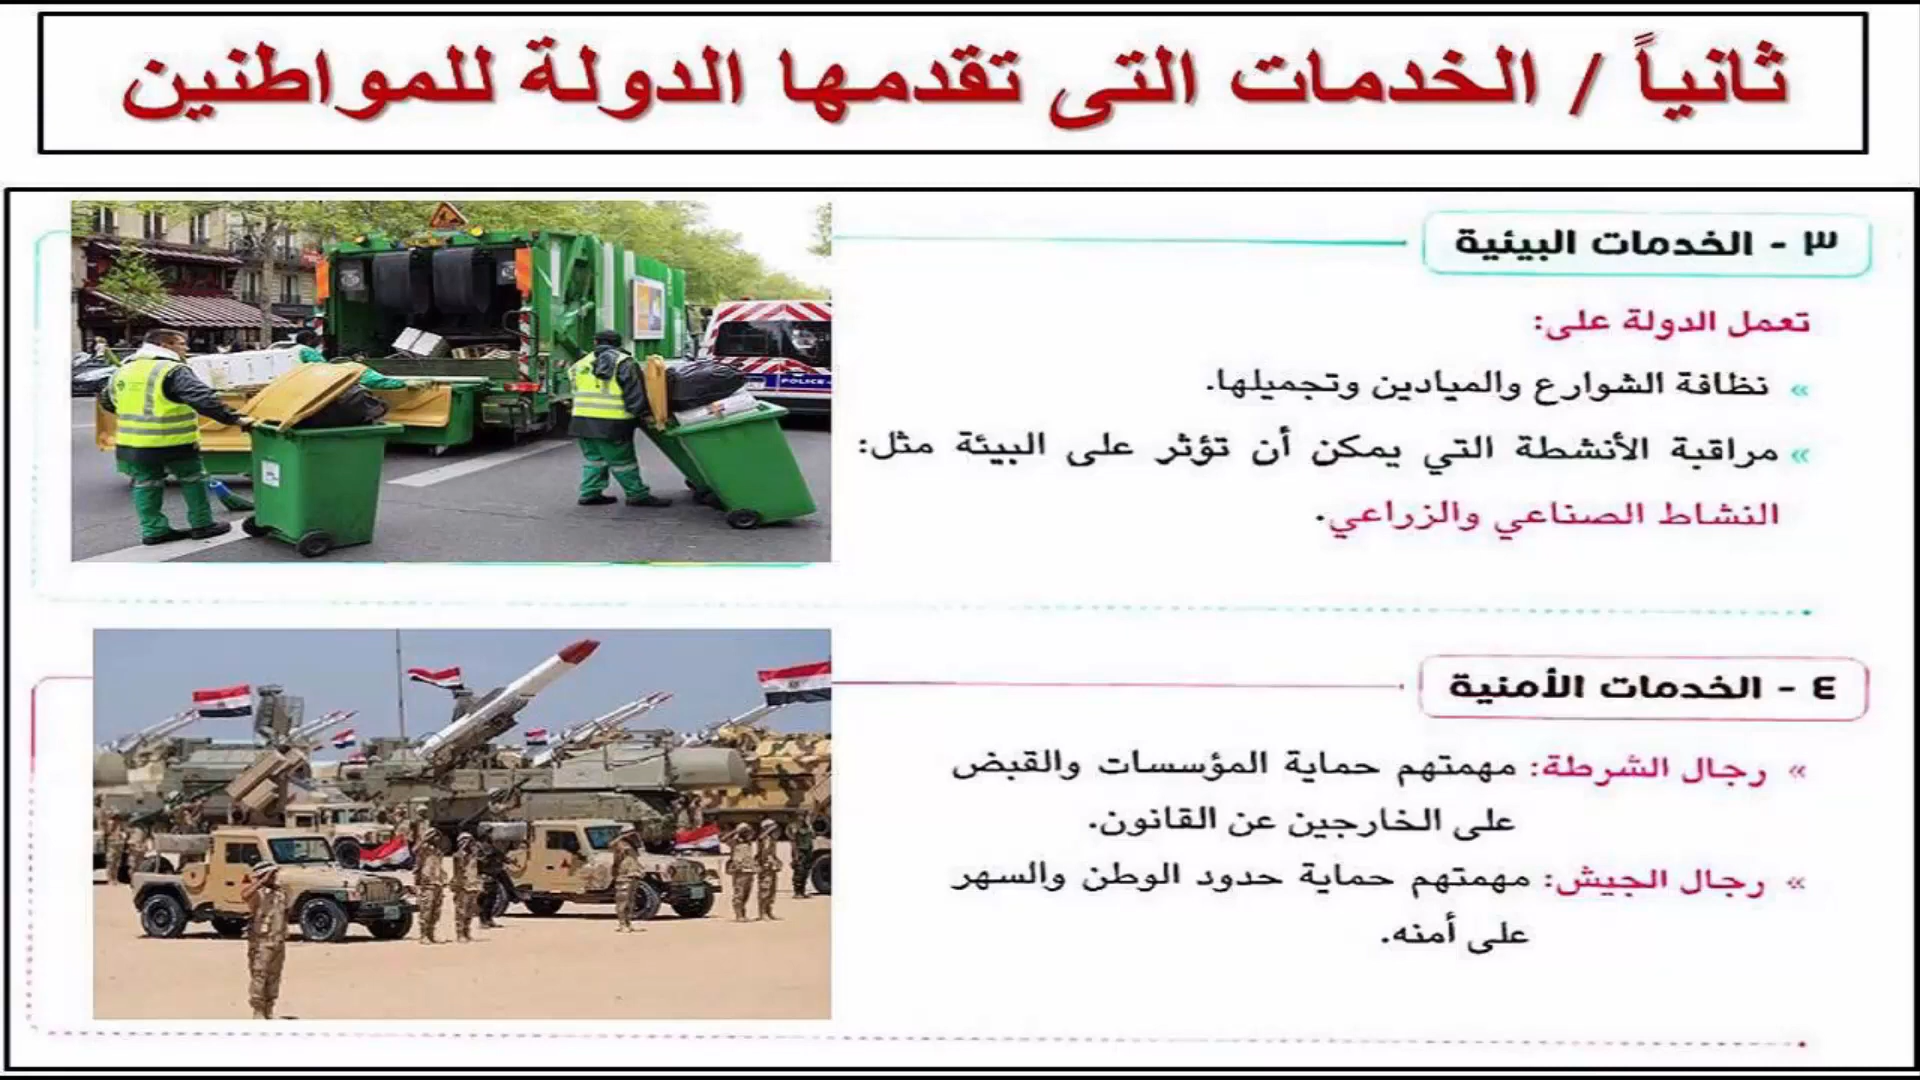 ثانياً / الخدمات التى تقدمها الدولة للمواطنين
٣ - الخدمات البيئية
تعمل الدولة على:
» نظافة الشوارع والميادين وتجميلها.
» مراقبة الأنشطة التي يمكن أن تؤثر على البيئة مثل:
النشاط الصناعي والزراعي.
POLICE
٤ - الخدمات الأمنية
» رجال الشرطة: مهمتهم حماية المؤسسات والقبض
على الخارجين عن القانون.
» رجال الجيش: مهمتهم حماية حدود الوطن والسهر
على أمنه.